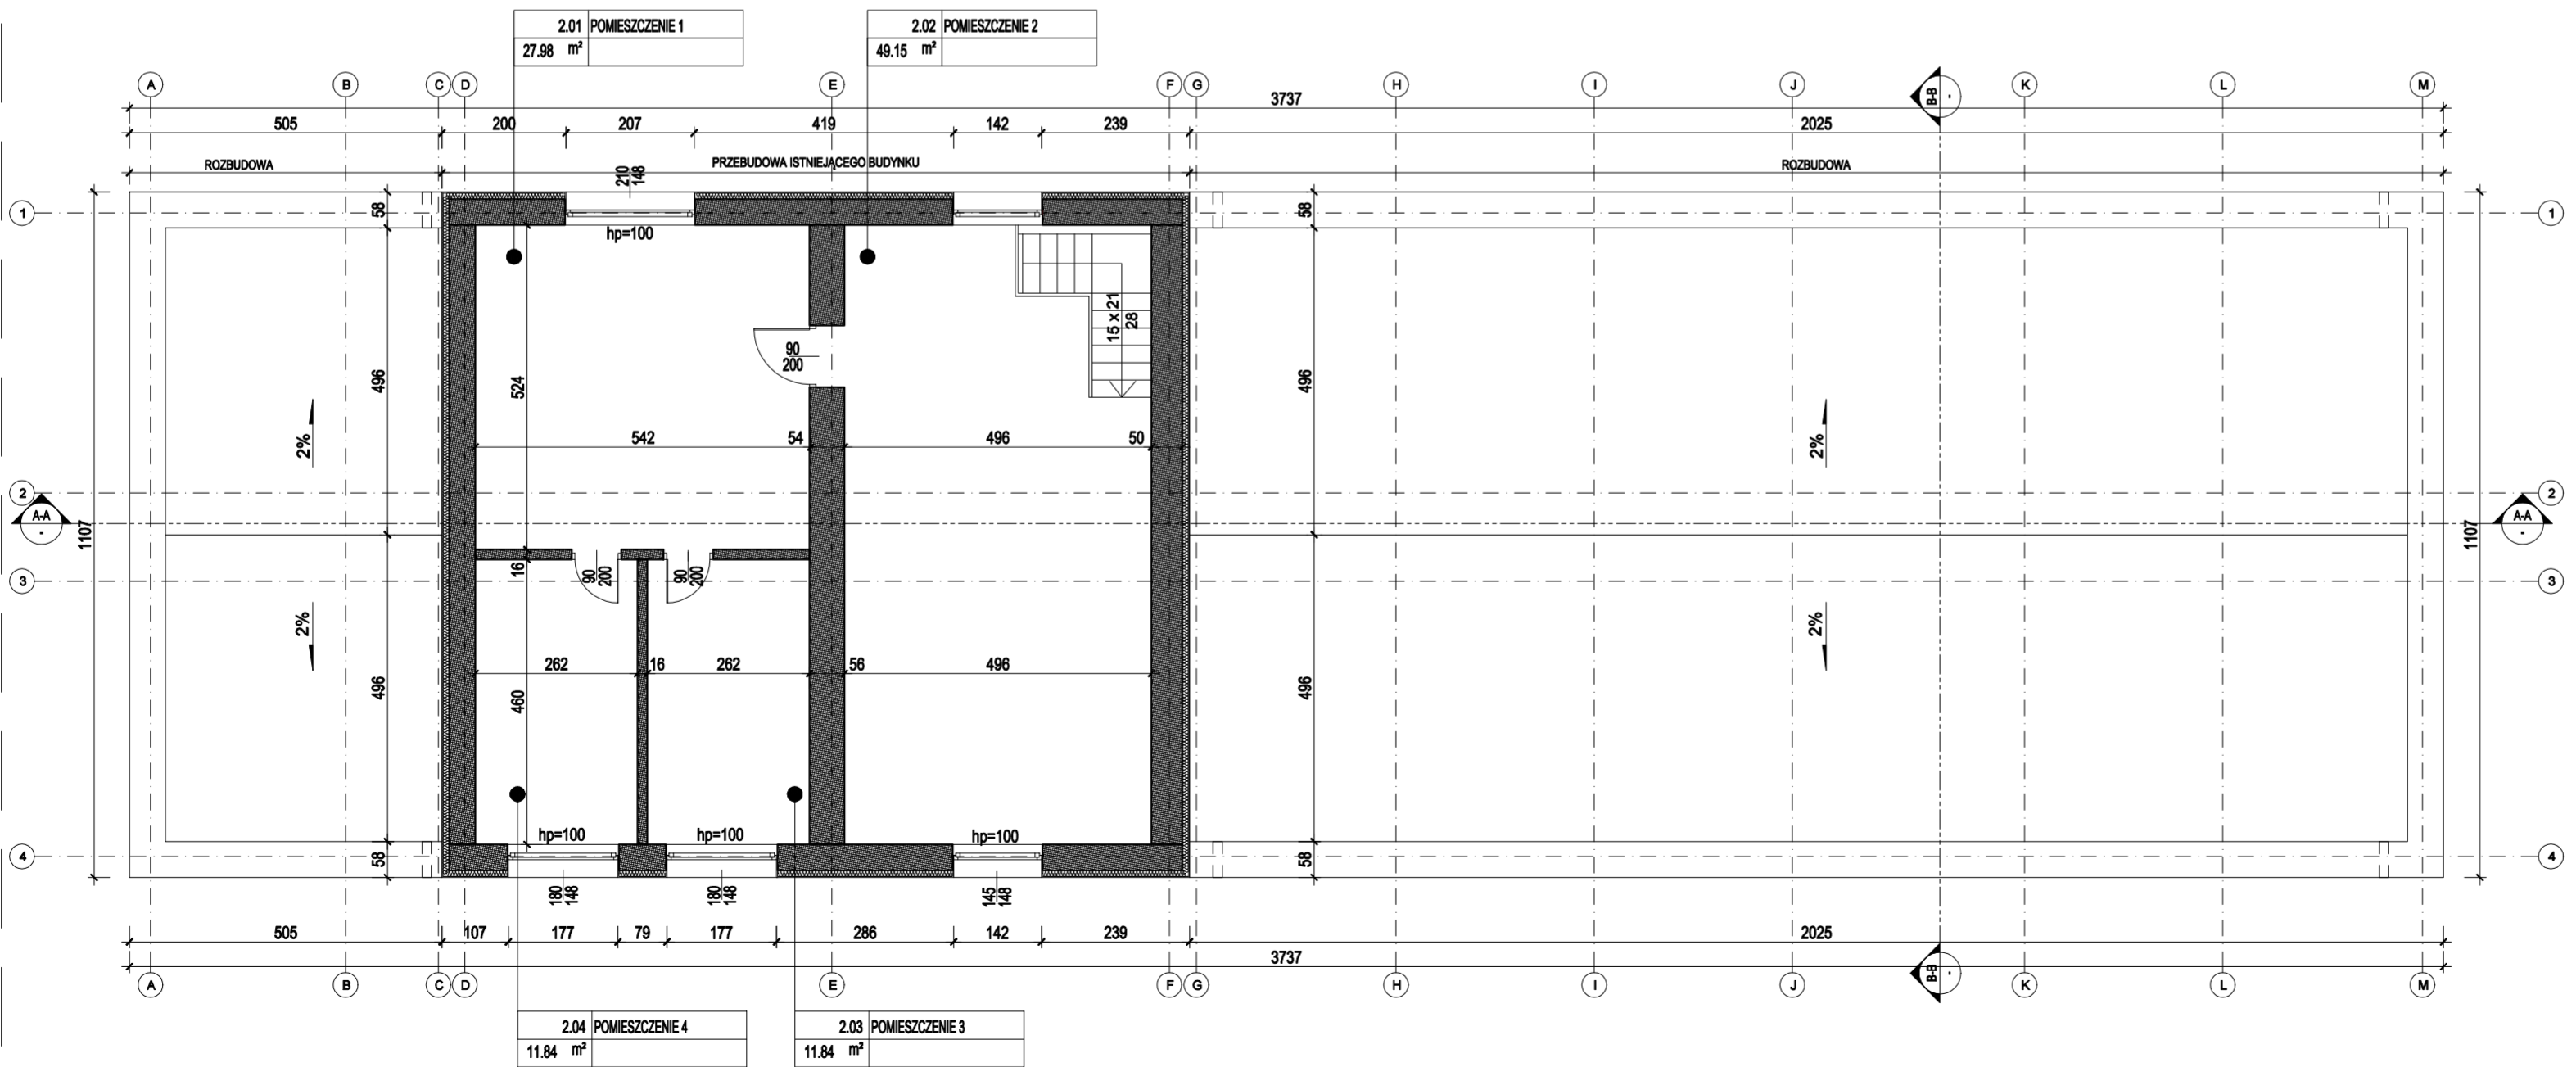 2.01 POMIESZCZENIE 1
27.98 m²
2.02 POMIESZCZENIE 2
49.15 m²
A B C D E F G H I J B-B - K L M
3737
505 200 207 419 142 239 2025
ROZBUDOWA PRZEBUDOWA ISTNIEJĄCEGO BUDYNKU ROZBUDOWA
210
148
1 58 58 1
hp=100
15 x 21
28
90
200
496 524 496
2% 542 54 496 50 2%
2 2
A-A A-A
- -
1107 1107
16 90 200 90 200
3 3
2% 2%
262 16 262 56 496
496 460 496
hp=100 hp=100 hp=100
4 58 58 4
180
148
180
148
145
148
505 107 177 79 177 286 142 239 2025
3737
A B C D E F G H I J B-B - K L M
2.04 POMIESZCZENIE 4
11.84 m²
2.03 POMIESZCZENIE 3
11.84 m²